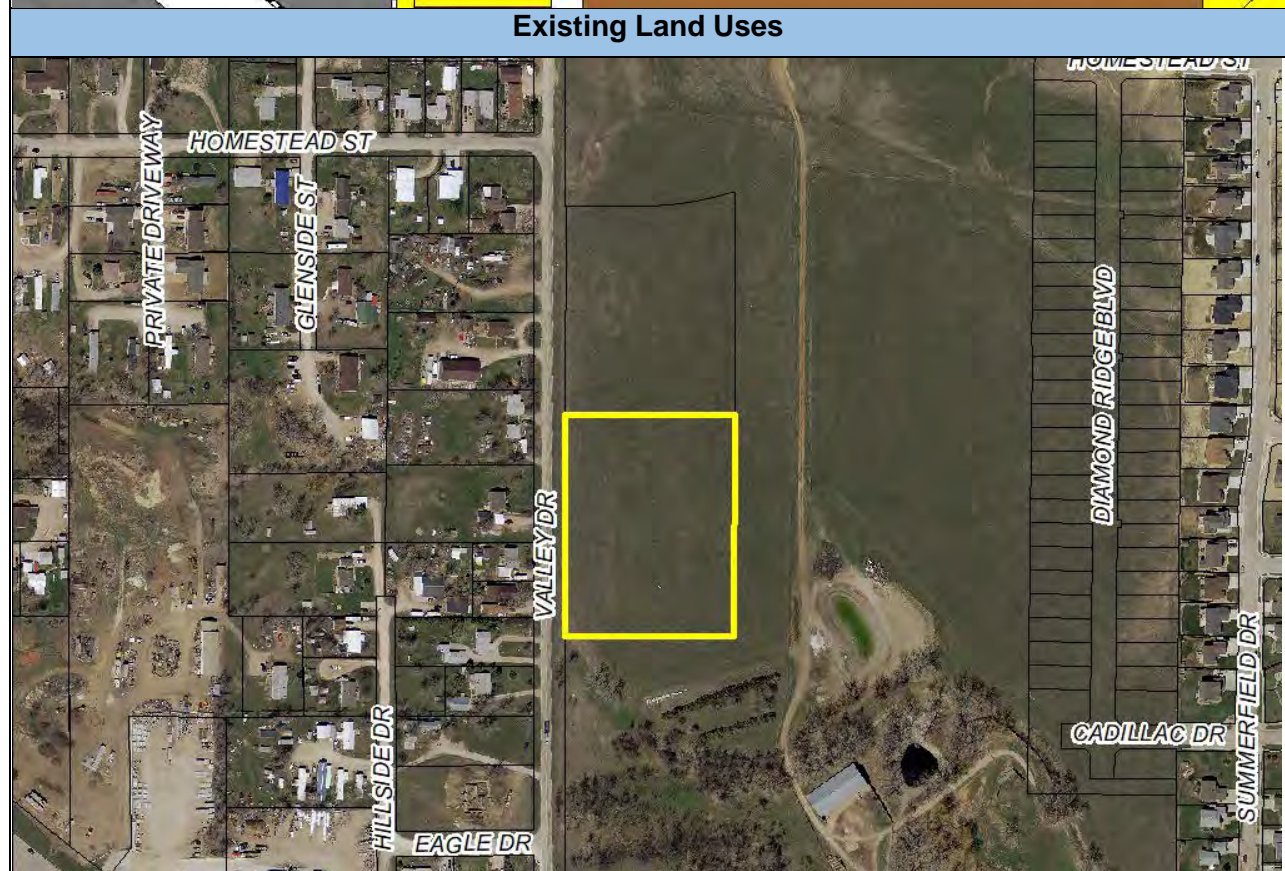 Existing Land Uses
HOMESTEAD ST
HOMESTEAD ST
PRIVATE DRIVEWAY
GLENSIDE ST
DIAMOND RIDGE BLVD
VALLEY DR
HILLSIDE DR
CADILLAC DR
SUMMERFIELD DR
EAGLE DR